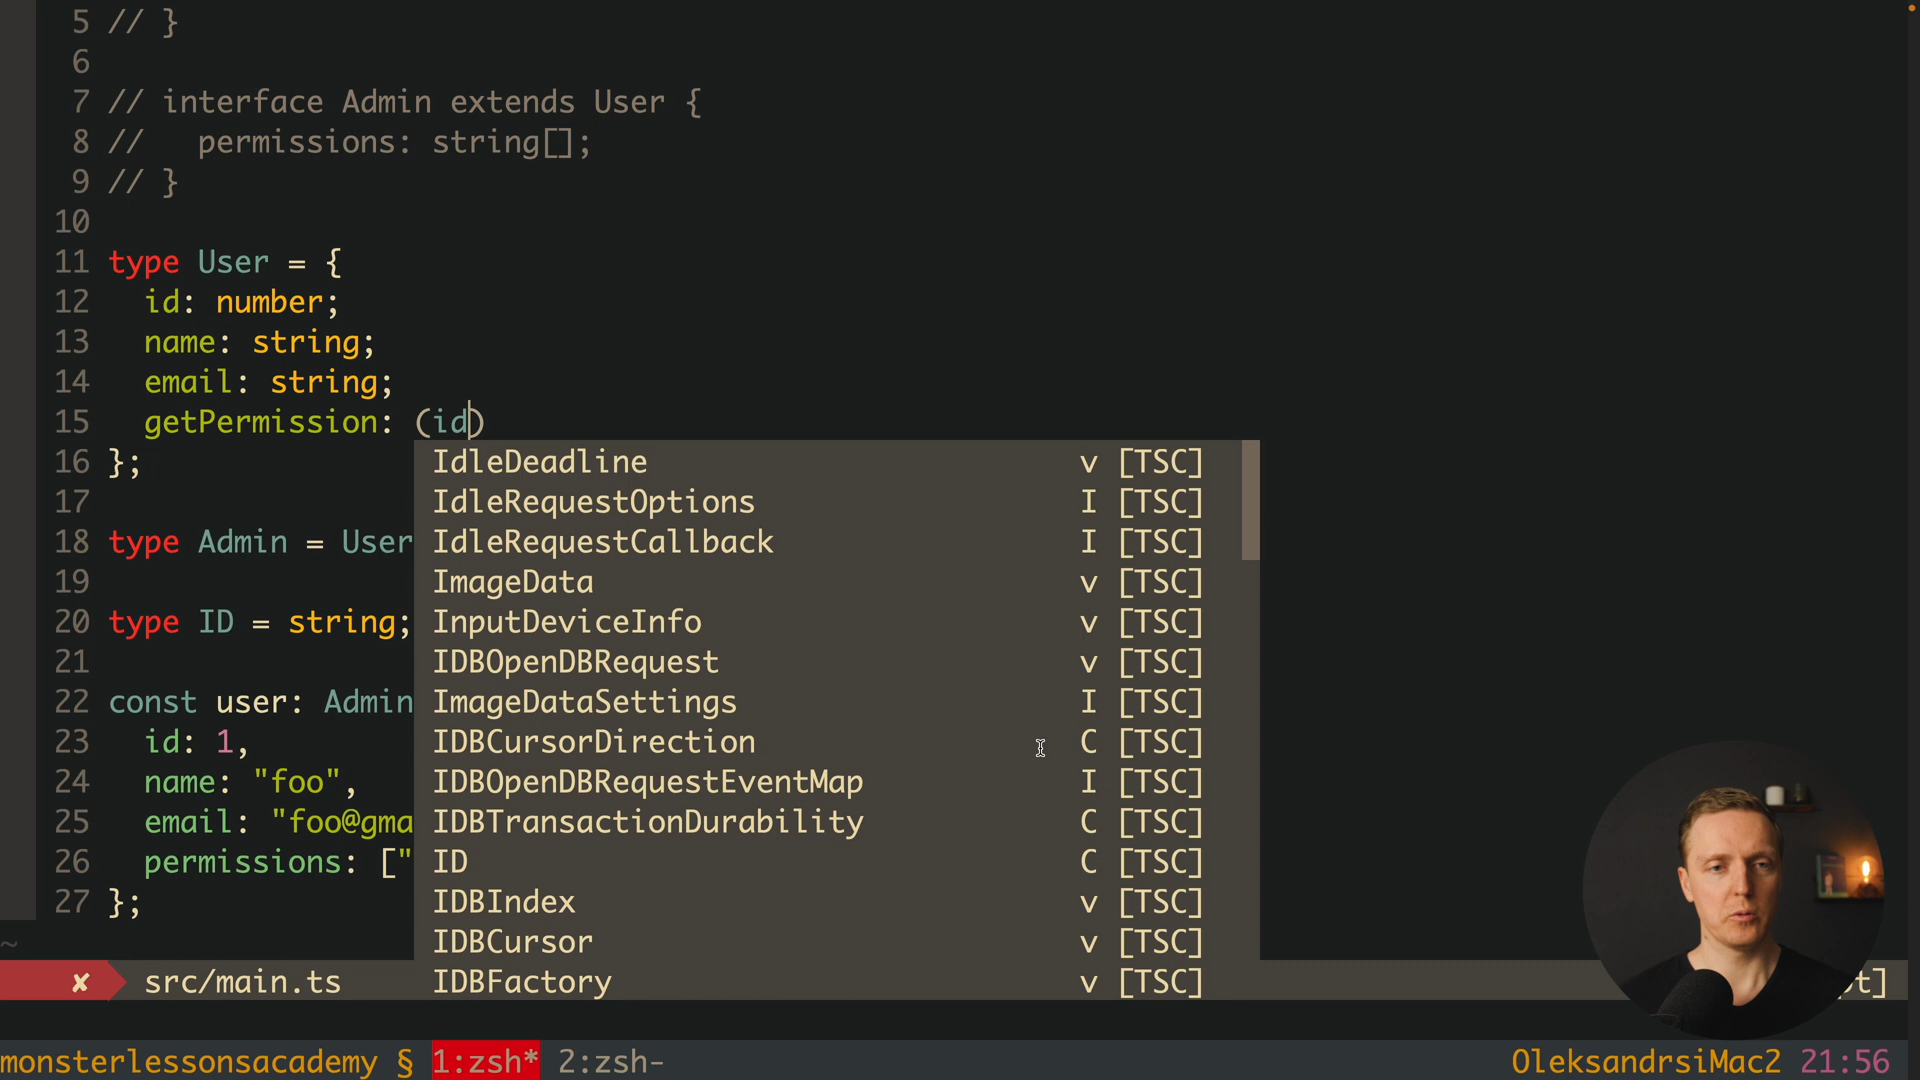 5 // }
6
7 // interface Admin extends User {
8 //   permissions: string[];
9 // }
10
11 type User = {
12   id: number;
13   name: string;
14   email: string;
15   getPermission: (id)
16 };
IdleDeadline v [TSC]
17
IdleRequestOptions I [TSC]
18 type Admin = User
IdleRequestCallback I [TSC]
19
ImageData v [TSC]
20 type ID = string;
InputDeviceInfo v [TSC]
21
IDBOpenDBRequest v [TSC]
22 const user: Admin
ImageDataSettings I [TSC]
23   id: 1,
IDBCursorDirection C [TSC]
24   name: "foo",
IDBOpenDBRequestEventMap I [TSC]
25   email: "foo@gma
IDBTransactionDurability C [TSC]
26   permissions: ["
ID C [TSC]
27 };
IDBIndex v [TSC]
~
IDBCursor v [TSC]
✘ src/main.ts
IDBFactory v [TSC]
pt]
monsterlessonsacademy § 1:zsh* 2:zsh- OleksandrsiMac2 21:56